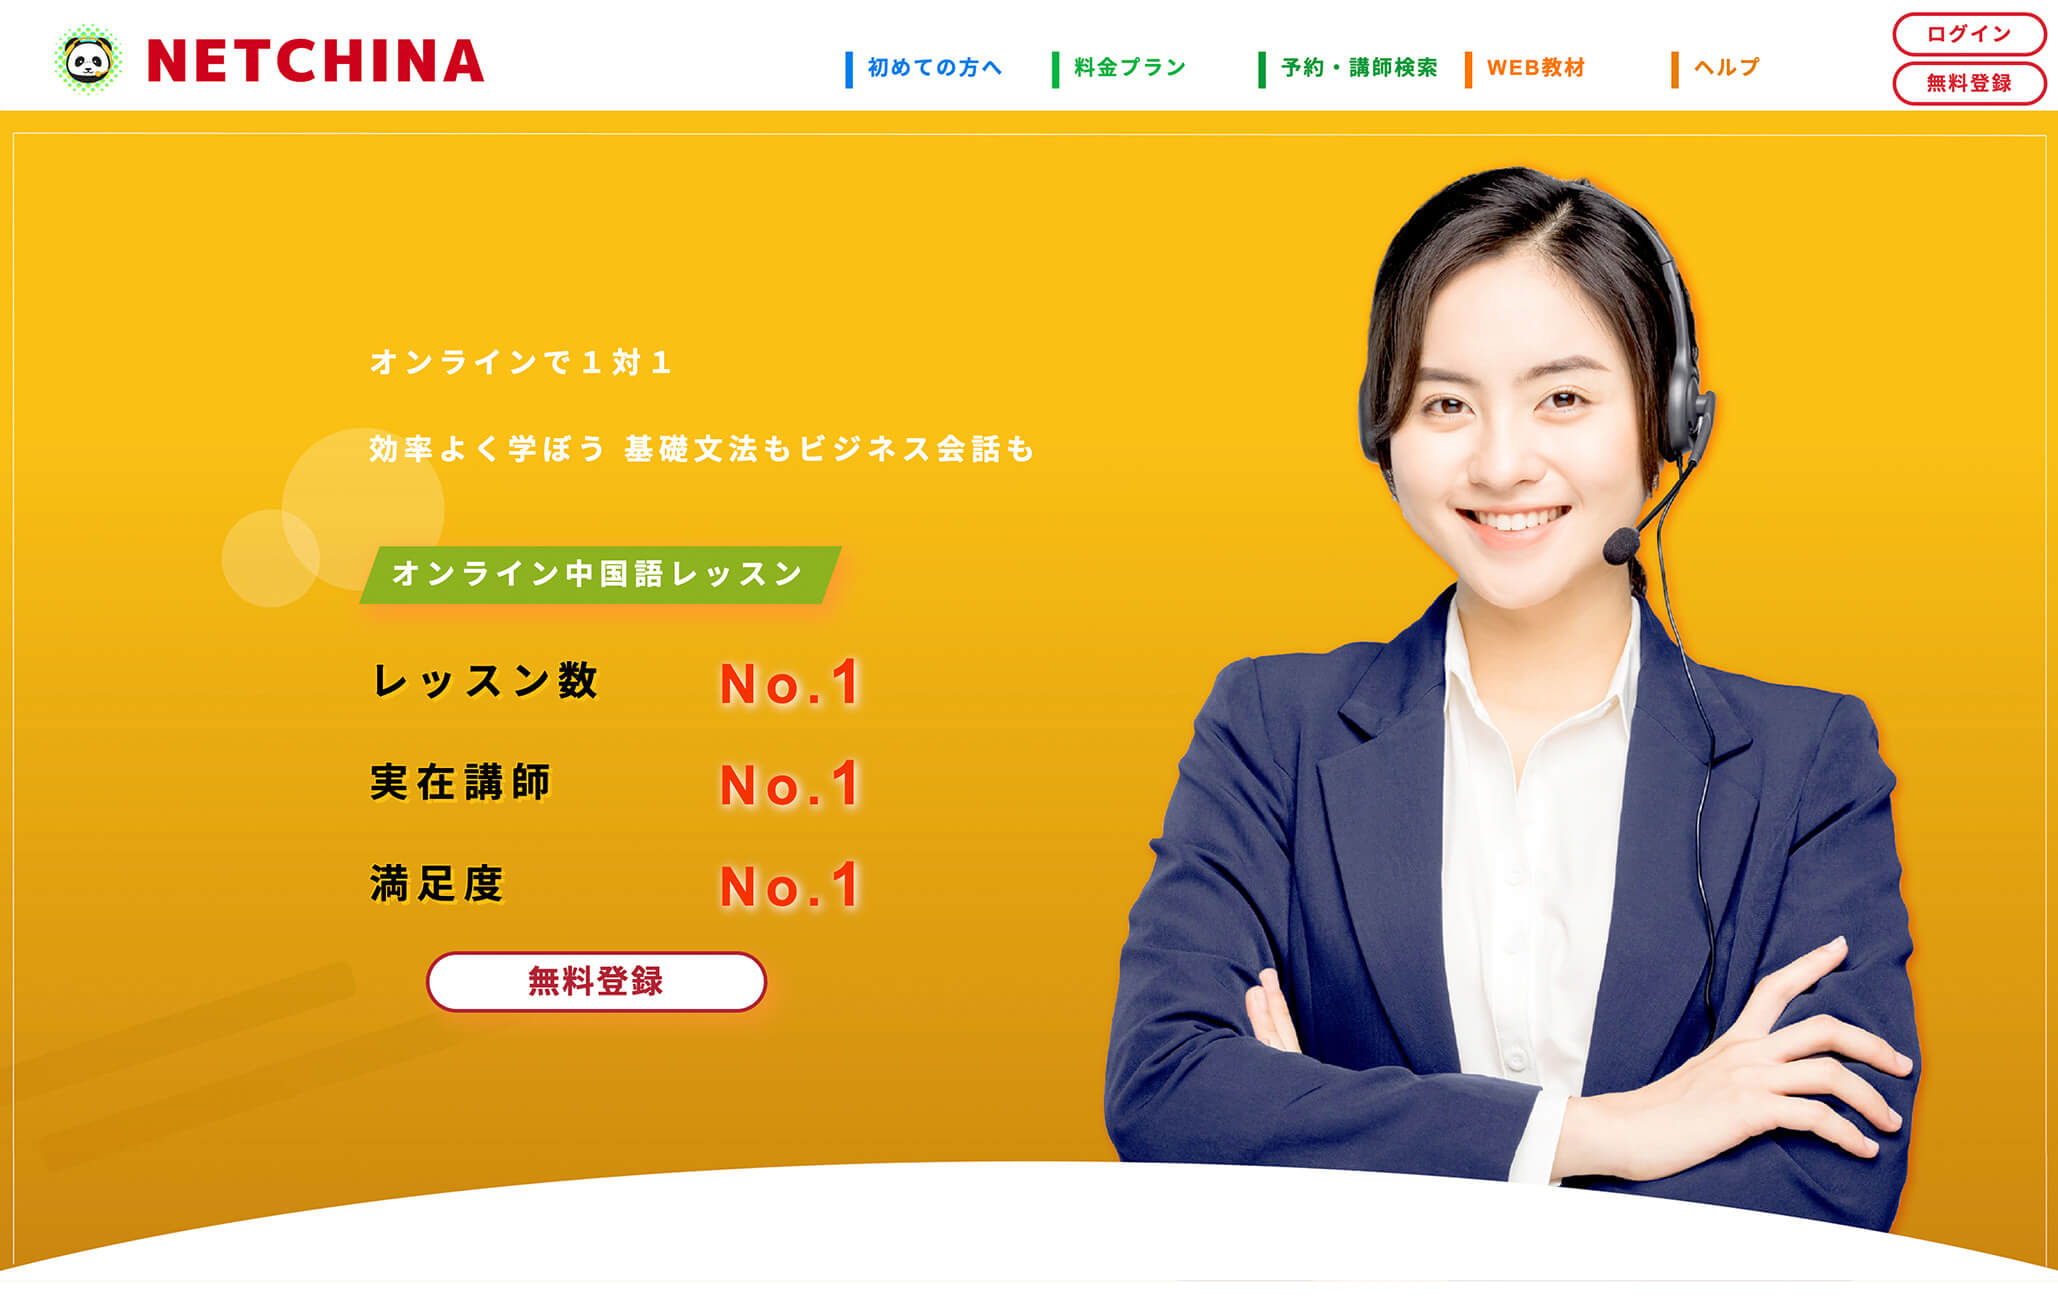 NETCHINA
初めての方へ
料金プラン
予約・講師検索
WEB教材
ヘルプ
ログイン
無料登録
オンラインで１対１
効率よく学ぼう 基礎文法もビジネス会話も
オンライン中国語レッスン
レッスン数 No.1
実在講師 No.1
満足度 No.1
無料登録